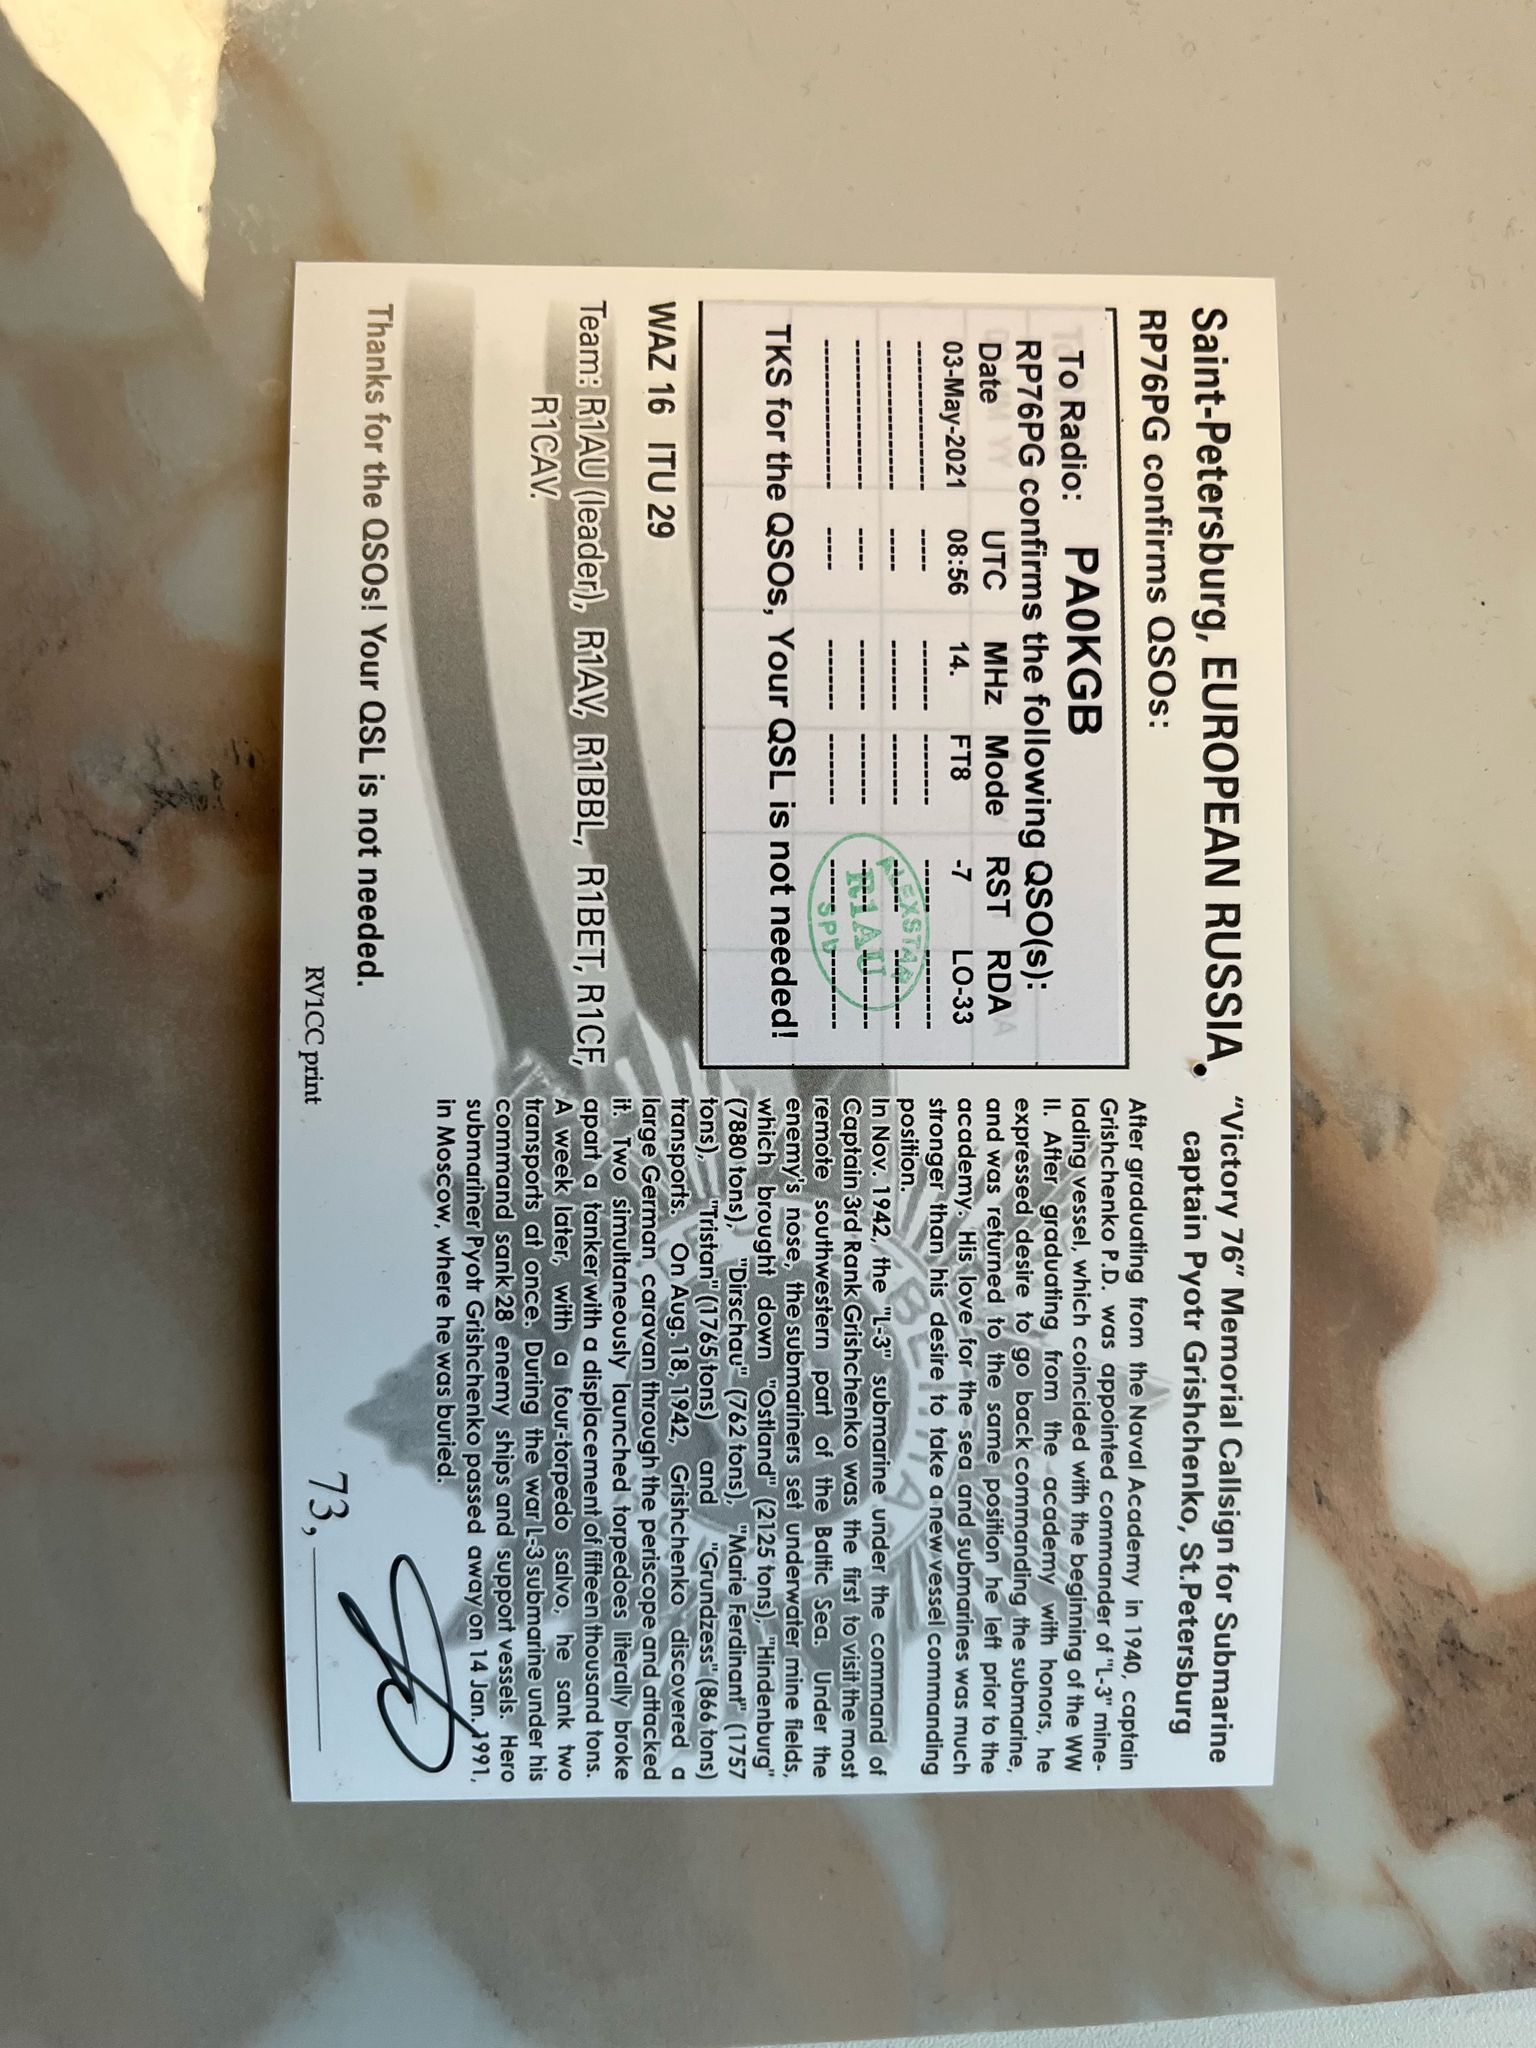 Saint-Petersburg, EUROPEAN RUSSIA.
RP76PG confirms QSOs:
To Radio: PA0KGB
RP76PG confirms the following QSO(s):
Date UTC MHz Mode RST RDA
03-May-2021 08:56 14. FT8 -7 LO-33
--------------- ----- ------- ------- ------- --------
--------------- ----- ------- ------- ------- --------
--------------- ----- ------- ------- ------- --------
--------------- ----- ------- ------- ------- --------
ALEXSTAR
R1AU
SPb
TKS for the QSOs, Your QSL is not needed!
WAZ 16 ITU 29
Team: R1AU (leader), R1AV, R1BBL, R1BET, R1CF,
R1CAV.
Thanks for the QSOs! Your QSL is not needed.
RV1CC print
"Victory 76" Memorial Callsign for Submarine
captain Pyotr Grishchenko, St.Petersburg
After graduating from the Naval Academy in 1940, captain
Grishchenko P.D. was appointed commander of "L-3" mine-
lading vessel, which coincided with the beginning of the WW
II. After graduating from the academy with honors, he
expressed desire to go back commanding the submarine,
and was returned to the same position he left prior to the
academy. His love for the sea and submarines was much
stronger than his desire to take a new vessel commanding
position.
In Nov. 1942, the "L-3" submarine under the command of
Captain 3rd Rank Grishchenko was the first to visit the most
remote southwestern part of the Baltic Sea. Under the
enemy's nose, the submariners set underwater mine fields,
which brought down "Ostland" (2125 tons), "Hindenburg"
(7880 tons), "Dirschau" (762 tons), "Marie Ferdinant" (1757
tons), "Tristan" (1765 tons) and "Grundzess" (866 tons)
transports. On Aug. 18, 1942, Grishchenko discovered a
large German caravan through the periscope and attacked
it. Two simultaneously launched torpedoes literally broke
apart a tanker with a displacement of fifteen thousand tons.
A week later, with a four-torpedo salvo, he sank two
transports at once. During the war L-3 submarine under his
command sank 28 enemy ships and support vessels. Hero
submariner Pyotr Grishchenko passed away on 14 Jan. 1991,
in Moscow, where he was buried.
73,